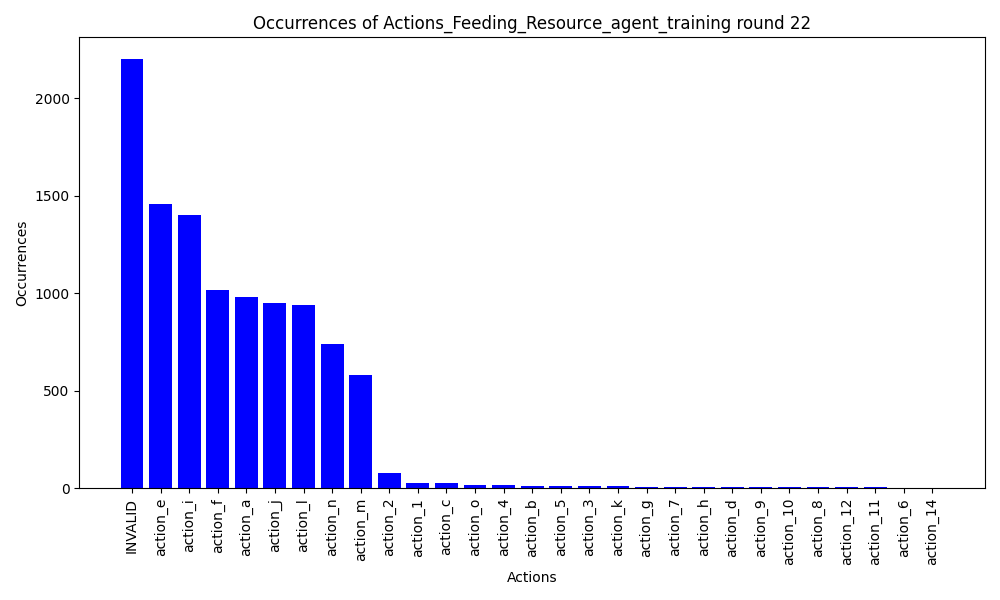 Occurrences of Actions_Feeding_Resource_agent_training round 22
Occurrences
2000
1500
1000
500
0
INVALID
action_e
action_i
action_f
action_a
action_j
action_l
action_n
action_m
action_2
action_1
action_c
action_o
action_4
action_b
action_5
action_3
action_k
action_g
action_7
action_h
action_d
action_9
action_10
action_8
action_12
action_11
action_6
action_14
Actions